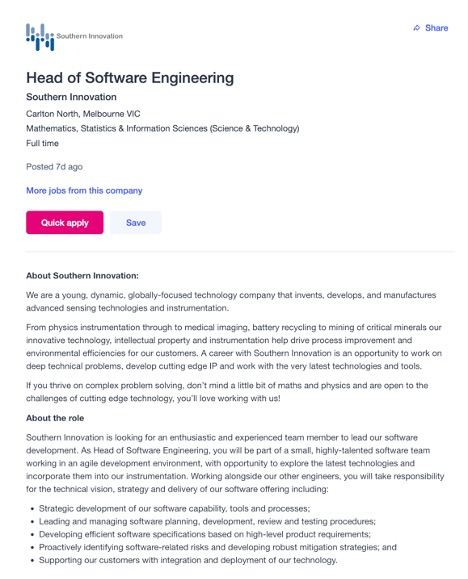 Southern Innovation
Share
Head of Software Engineering
Southern Innovation
Carlton North, Melbourne VIC
Mathematics, Statistics & Information Sciences (Science & Technology)
Full time
Posted 7d ago
More jobs from this company
Quick apply
Save
About Southern Innovation:
We are a young, dynamic, globally-focused technology company that invents, develops, and manufactures
advanced sensing technologies and instrumentation.
From physics instrumentation through to medical imaging, battery recycling to mining of critical minerals our
innovative technology, intellectual property and instrumentation help drive process improvement and
environmental efficiencies for our customers. A career with Southern Innovation is an opportunity to work on
deep technical problems, develop cutting edge IP and work with the very latest technologies and tools.
If you thrive on complex problem solving, don't mind a little bit of maths and physics and are open to the
challenges of cutting edge technology, you'll love working with us!
About the role
Southern Innovation is looking for an enthusiastic and experienced team member to lead our software
development. As Head of Software Engineering, you will be part of a small, highly-talented software team
working in an agile development environment, with opportunity to explore the latest technologies and
incorporate them into our instrumentation. Working alongside our other engineers, you will take responsibility
for the technical vision, strategy and delivery of our software offering including:
• Strategic development of our software capability, tools and processes;
• Leading and managing software planning, development, review and testing procedures;
• Developing efficient software specifications based on high-level product requirements;
• Proactively identifying software-related risks and developing robust mitigation strategies; and
• Supporting our customers with integration and deployment of our technology.